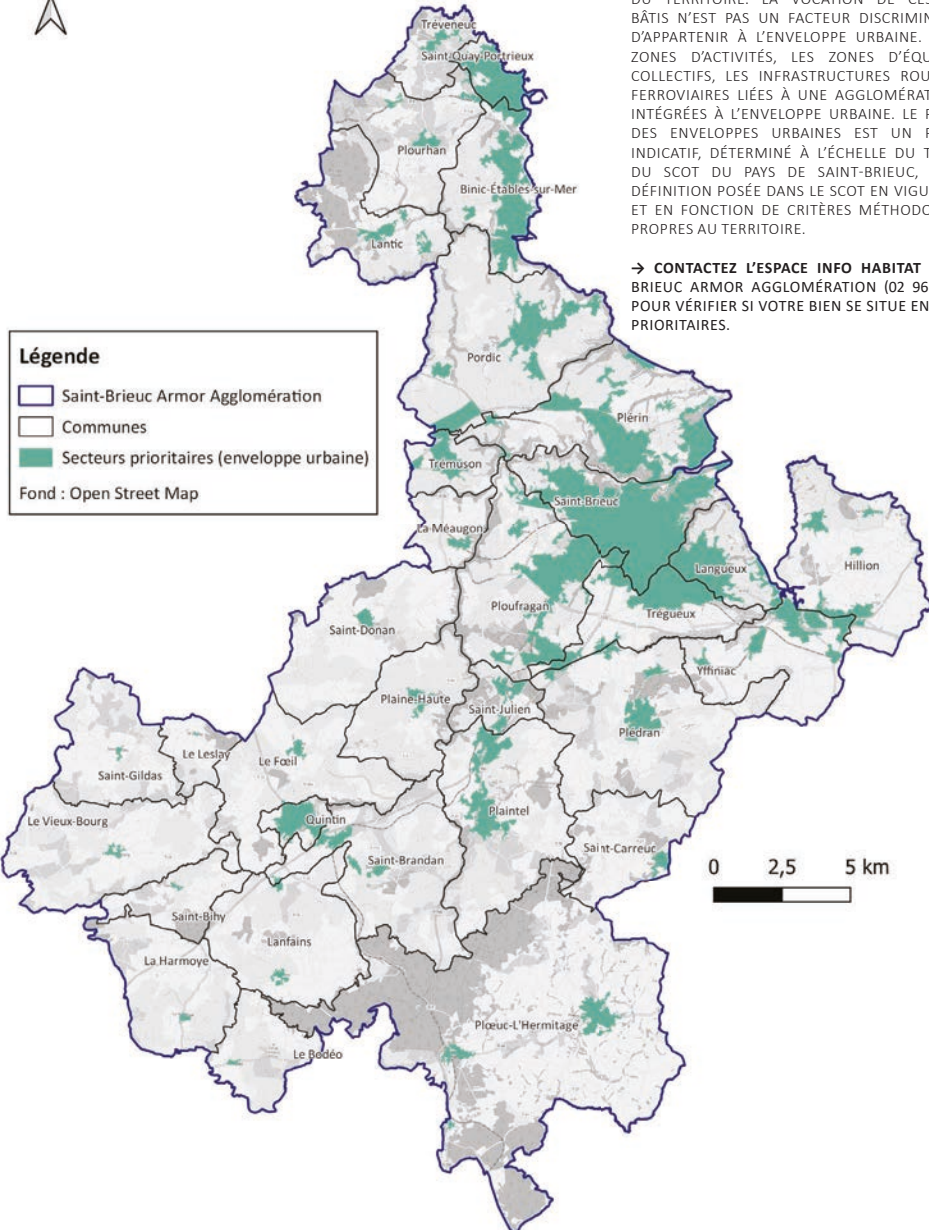 DU TERRITOIRE. LA VOCATION DE CES
BÂTIS N'EST PAS UN FACTEUR DISCRIMIN
D'APPARTENIR À L'ENVELOPPE URBAINE.
ZONES D'ACTIVITÉS, LES ZONES D'ÉQU
COLLECTIFS, LES INFRASTRUCTURES ROU
FERROVIAIRES LIÉES À UNE AGGLOMÉRAT
INTÉGRÉES À L'ENVELOPPE URBAINE. LE P
DES ENVELOPPES URBAINES EST UN P
INDICATIF, DÉTERMINÉ À L'ÉCHELLE DU T
DU SCOT DU PAYS DE SAINT-BRIEUC,
DÉFINITION POSÉE DANS LE SCOT EN VIGU
ET EN FONCTION DE CRITÈRES MÉTHODO
PROPRES AU TERRITOIRE.
→ CONTACTEZ L'ESPACE INFO HABITAT
BRIEUC ARMOR AGGLOMÉRATION (02 96
POUR VÉRIFIER SI VOTRE BIEN SE SITUE EN
PRIORITAIRES.
Tréveneuc
Saint-Quay-Portrieux
Plourhan
Binic-Étables-sur-Mer
Lantic
Pordic
Légende
Saint-Brieuc Armor Agglomération
Communes
Secteurs prioritaires (enveloppe urbaine)
Fond : Open Street Map
Plérin
Trémuson
Saint-Brieuc
La Méaugon
Langueux
Hillion
Ploufragan
Trégueux
Saint-Donan
Yffiniac
Plaine-Haute
Saint-Julien
Plédran
Le Leslay
Le Fœil
Saint-Gildas
Le Vieux-Bourg
Quintin
Plaintel
Saint-Brandan
Saint-Carreuc
0 2,5 5 km
Saint-Bihy
Lanfains
La Harmoye
Plœuc-L'Hermitage
Le Bodéo